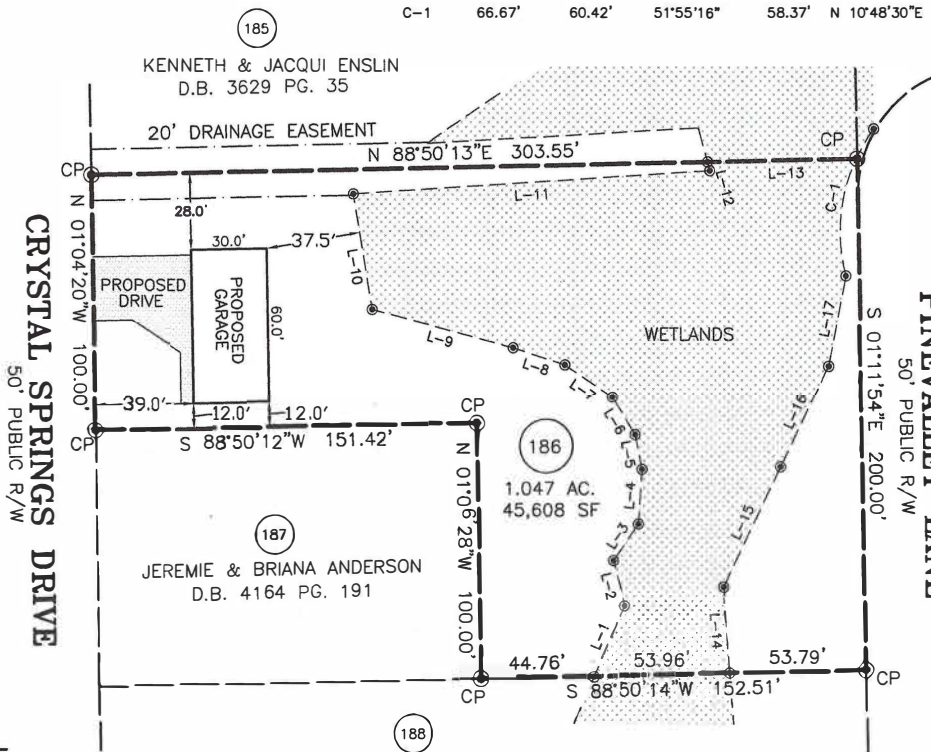 C-1 66.67' 60.42' 51°55'16" 58.37' N 10°48'30"E
185
KENNETH & JACQUI ENSLIN
D.B. 3629 PG. 35
20' DRAINAGE EASEMENT
CP
N 88°50'13"E 303.55'
CP
L-13
L-12
L-11
C-1
N 01°04'20"W 100.00'
28.0'
30.0'
37.5'
L-10
PROPOSED
DRIVE
PROPOSED
GARAGE
60.0'
WETLANDS
L-17
L-9
L-8
L-7
L-16
39.0'
12.0'
12.0'
CP
S 88°50'12"W 151.42'
CP
L-6
L-5
L-4
L-3
L-2
L-1
L-15
L-14
186
1.047 AC.
45,608 SF
N 01°06'28"W 100.00'
S 01°11'54"E 200.00'
187
JEREMIE & BRIANA ANDERSON
D.B. 4164 PG. 191
44.76'
53.96'
53.79'
CP
S 88°50'14"W 152.51'
CP
188
CRYSTAL SPRINGS DRIVE
50' PUBLIC R/W
PINEVALLEY LANE
50' PUBLIC R/W